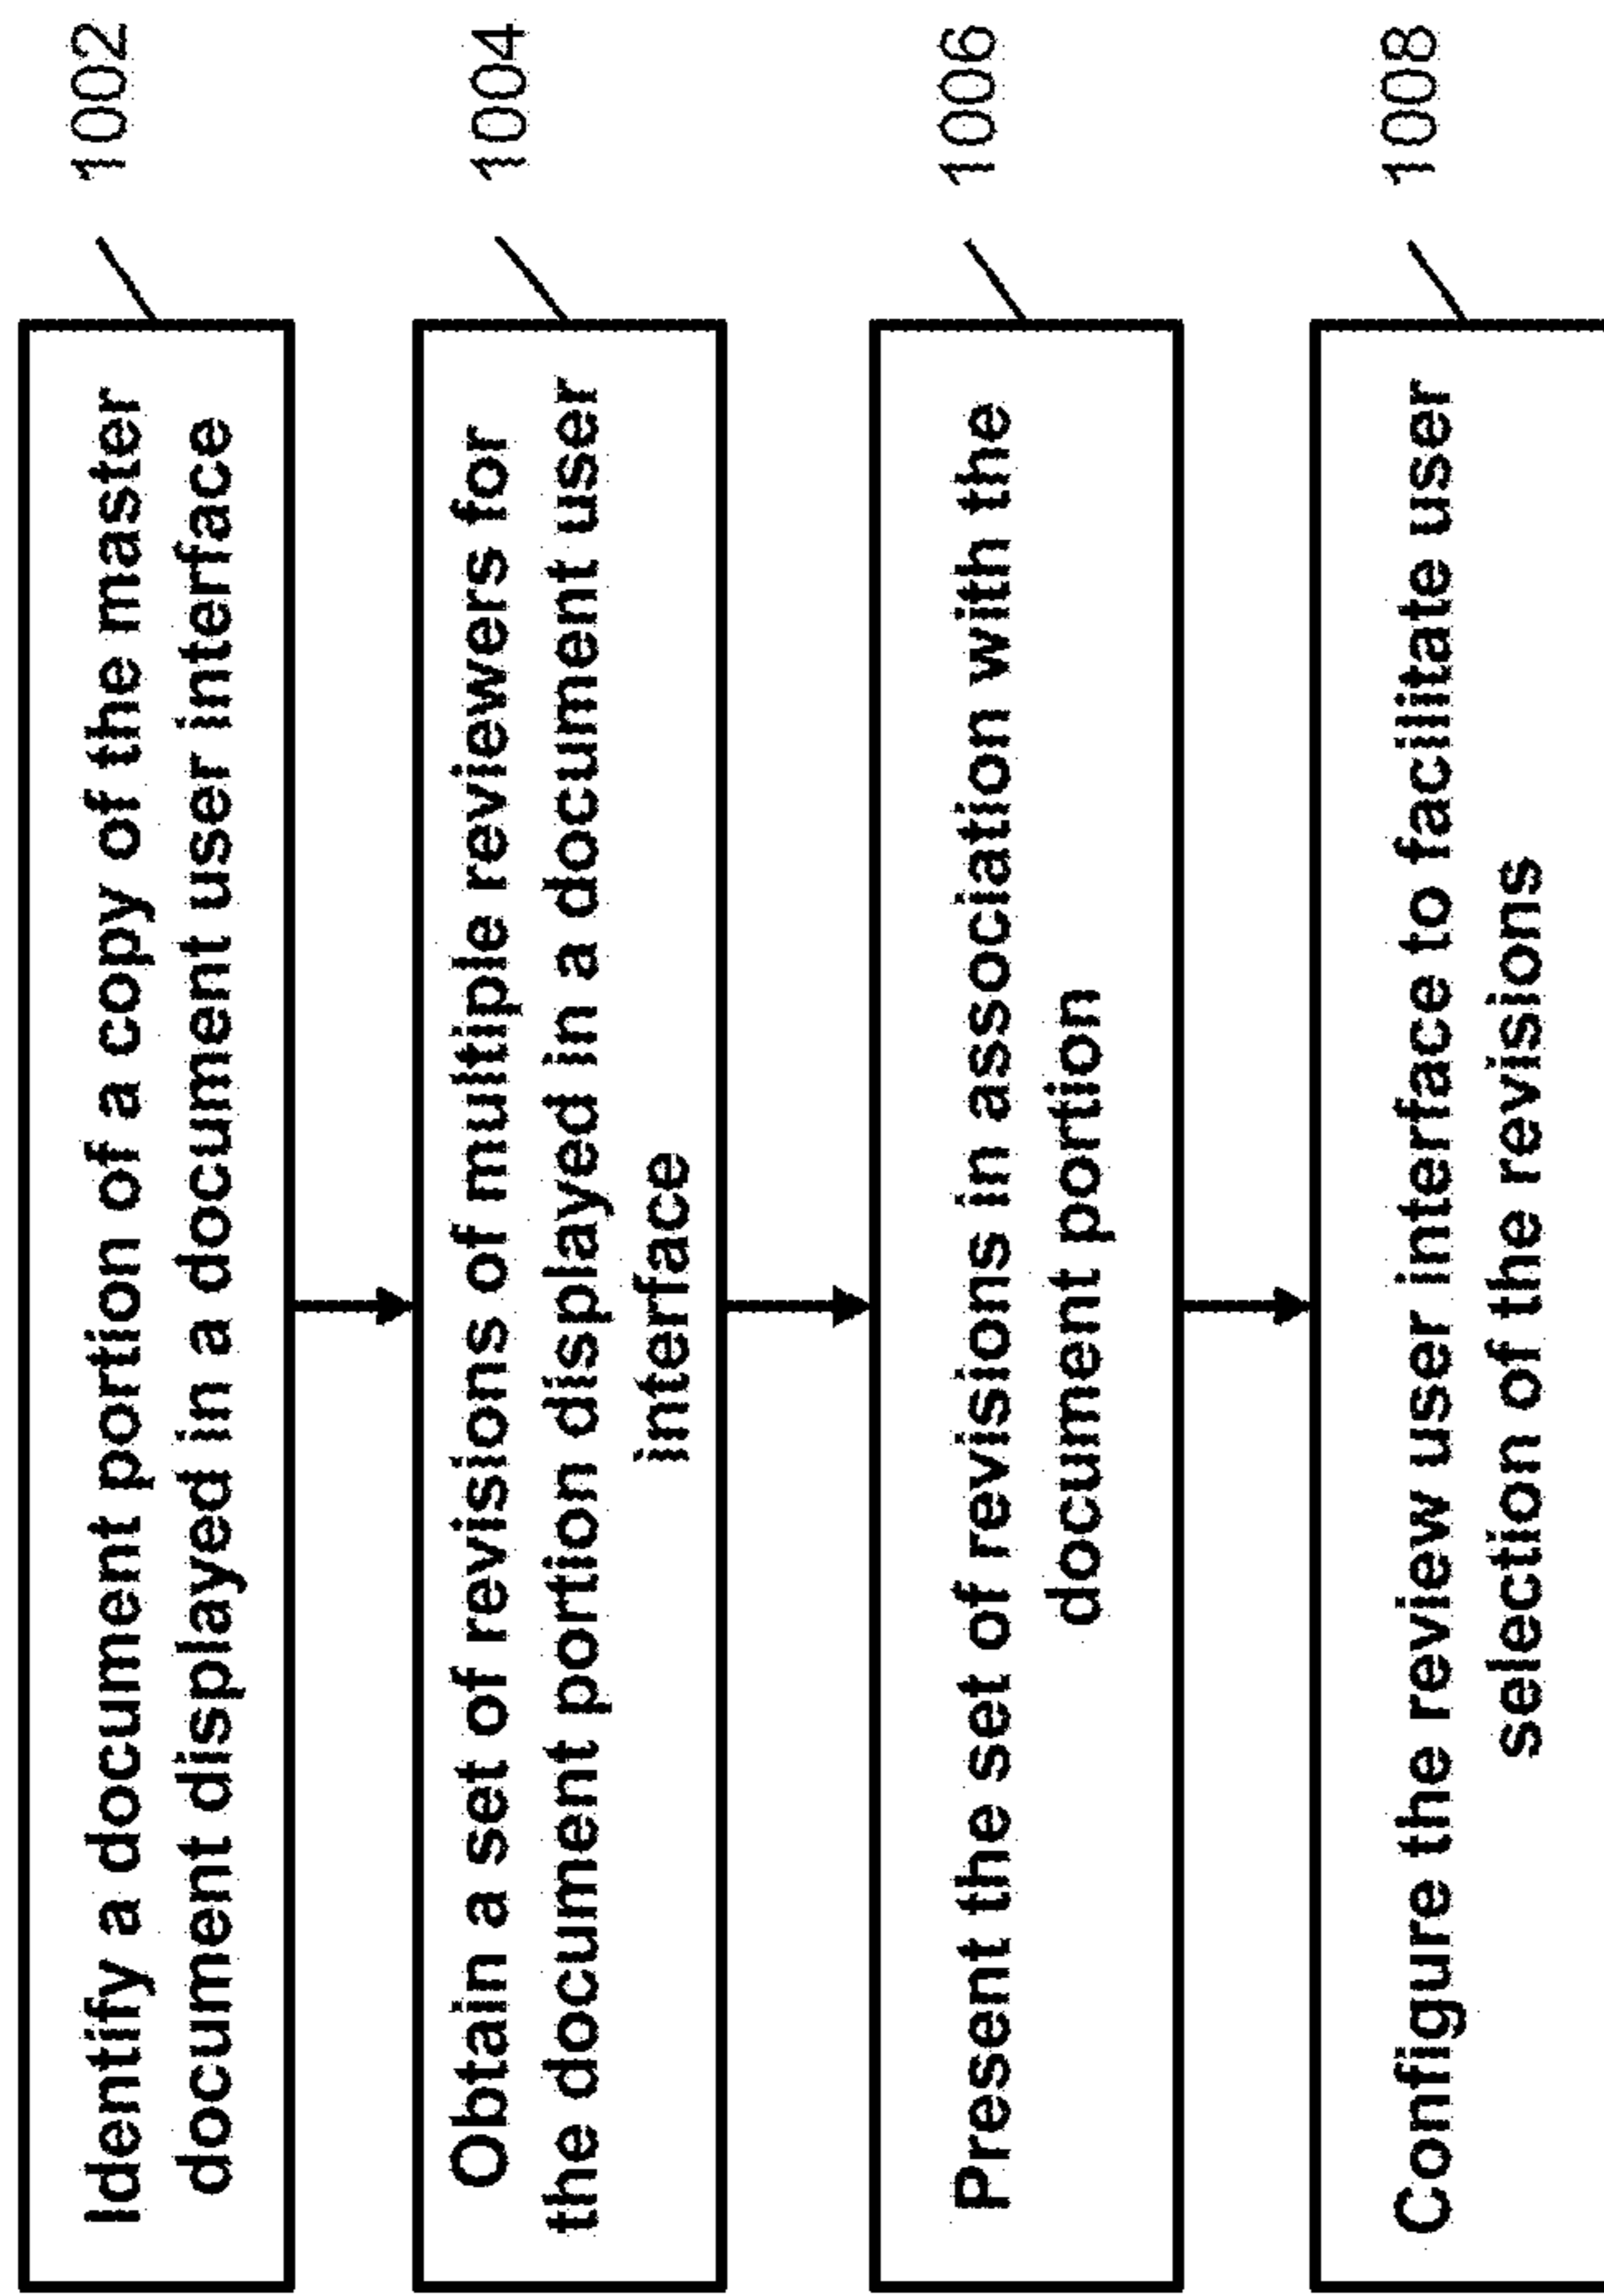 Identify a document portion of a copy of the master
document displayed in a document user interface
1002
Obtain a set of revisions of multiple reviewers for
the document portion displayed in a document user
interface
1004
Present the set of revisions in association with the
document portion
1006
Configure the review user interface to facilitate user
selection of the revisions
1008